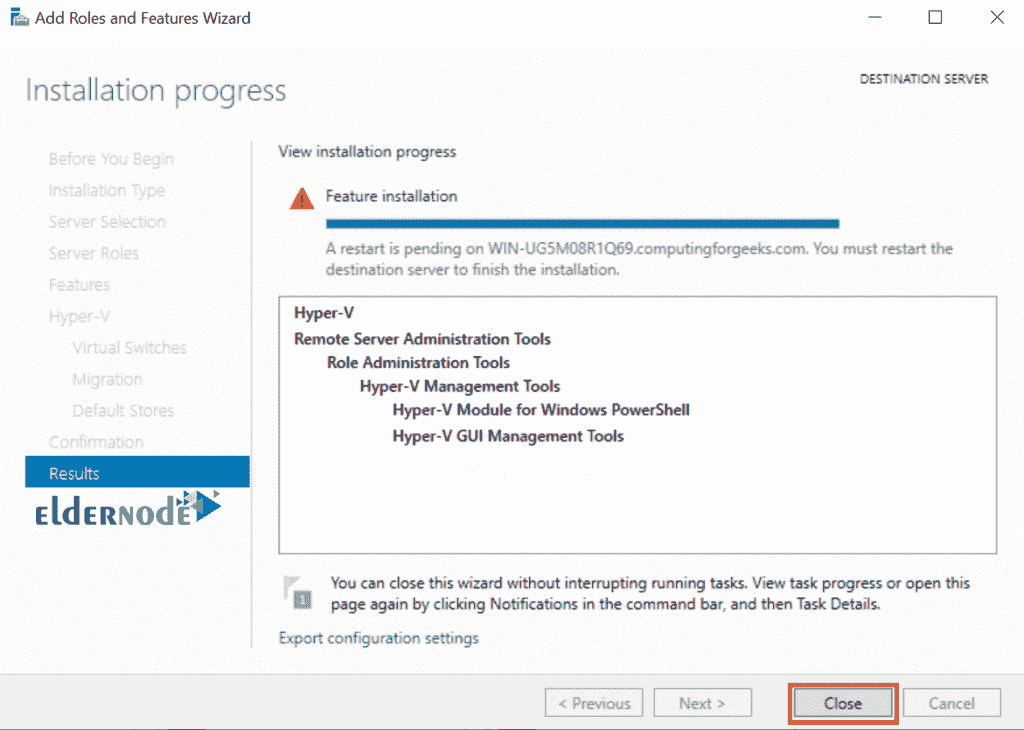 Add Roles and Features Wizard
Installation progress
DESTINATION SERVER
Before You Begin
Installation Type
Server Selection
Server Roles
Features
Hyper-V
Virtual Switches
Migration
Default Stores
Confirmation
Results
ELDERNODE
View installation progress
Feature installation
A restart is pending on WIN-UG5M08R1Q69.computingforgeeks.com. You must restart the
destination server to finish the installation.
Hyper-V
Remote Server Administration Tools
Role Administration Tools
Hyper-V Management Tools
Hyper-V Module for Windows PowerShell
Hyper-V GUI Management Tools
1
You can close this wizard without interrupting running tasks. View task progress or open this
page again by clicking Notifications in the command bar, and then Task Details.
Export configuration settings
< Previous
Next >
Close
Cancel